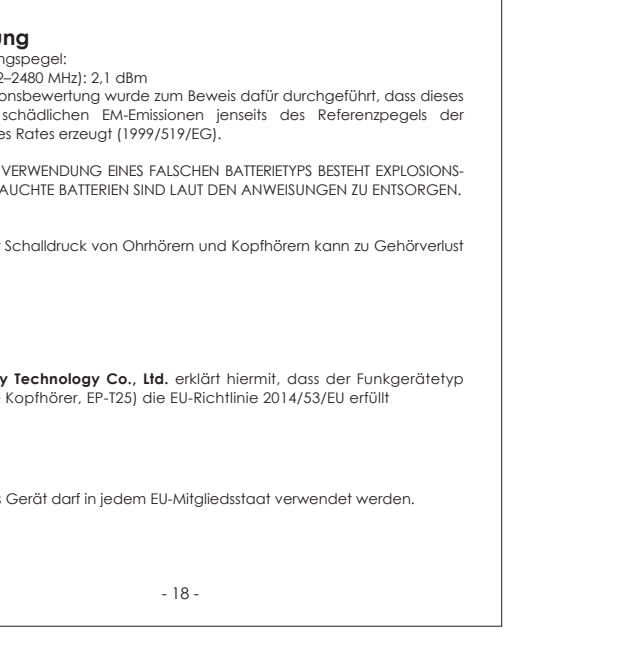 ung
ngspegel:
2–2480 MHz): 2,1 dBm
onsbewertung wurde zum Beweis dafür durchgeführt, dass dieses
schädlichen EM-Emissionen jenseits des Referenzpegels der
es Rates erzeugt (1999/519/EG).
VERWENDUNG EINES FALSCHEN BATTERIETYPS BESTEHT EXPLOSIONS-
AUCHTE BATTERIEN SIND LAUT DEN ANWEISUNGEN ZU ENTSORGEN.
r Schalldruck von Ohrhörern und Kopfhörern kann zu Gehörverlust
y Technology Co., Ltd. erklärt hiermit, dass der Funkgerätetyp
e Kopfhörer, EP-T25) die EU-Richtlinie 2014/53/EU erfüllt
s Gerät darf in jedem EU-Mitgliedsstaat verwendet werden.
- 18 -